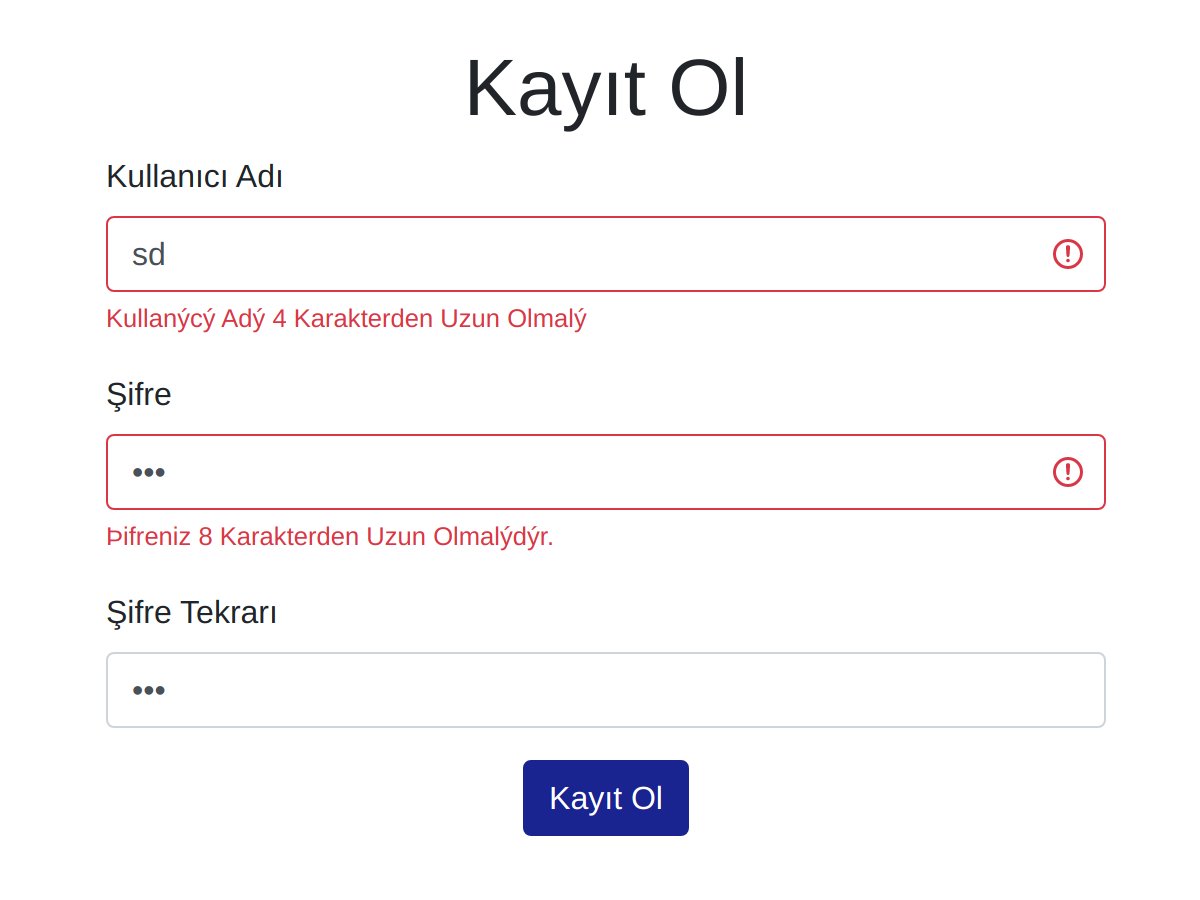 Kayıt Ol
Kullanıcı Adı
sd
Kullanýcý Adý 4 Karakterden Uzun Olmalý
Şifre
•••
Þifreniz 8 Karakterden Uzun Olmalýdýr.
Şifre Tekrarı
•••
Kayıt Ol